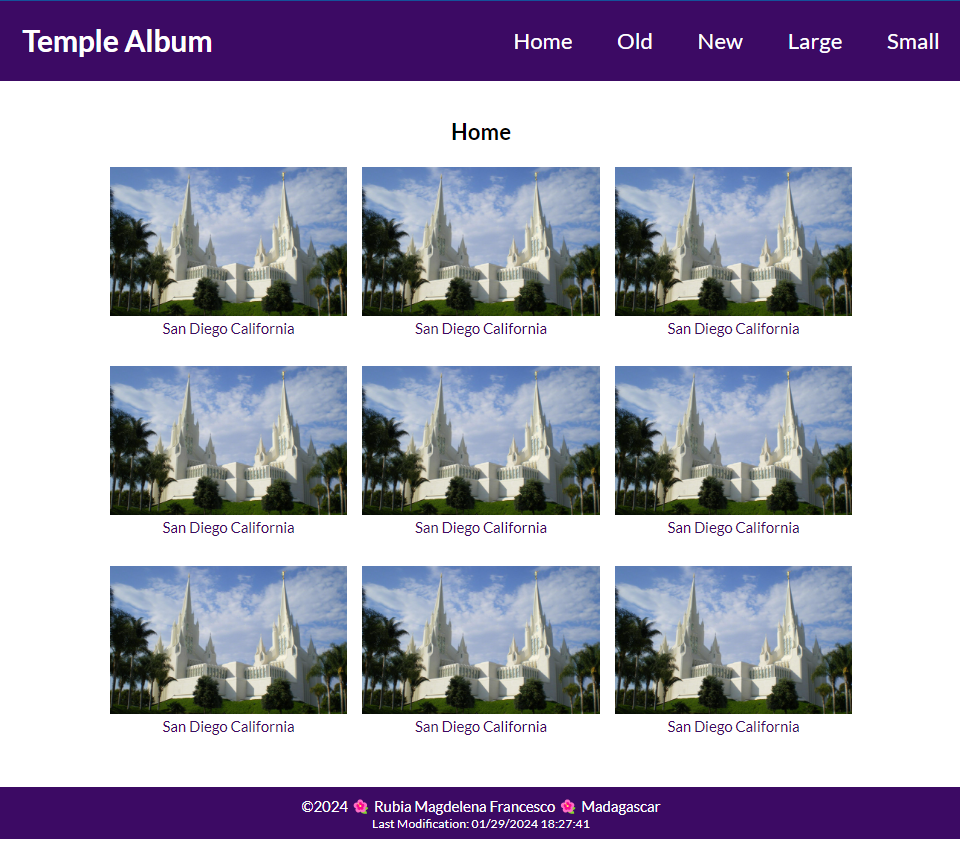 Temple Album
Home Old New Large Small
Home
San Diego California San Diego California San Diego California
San Diego California San Diego California San Diego California
San Diego California San Diego California San Diego California
©2024 🌺 Rubia Magdelena Francesco 🌺 Madagascar
Last Modification: 01/29/2024 18:27:41